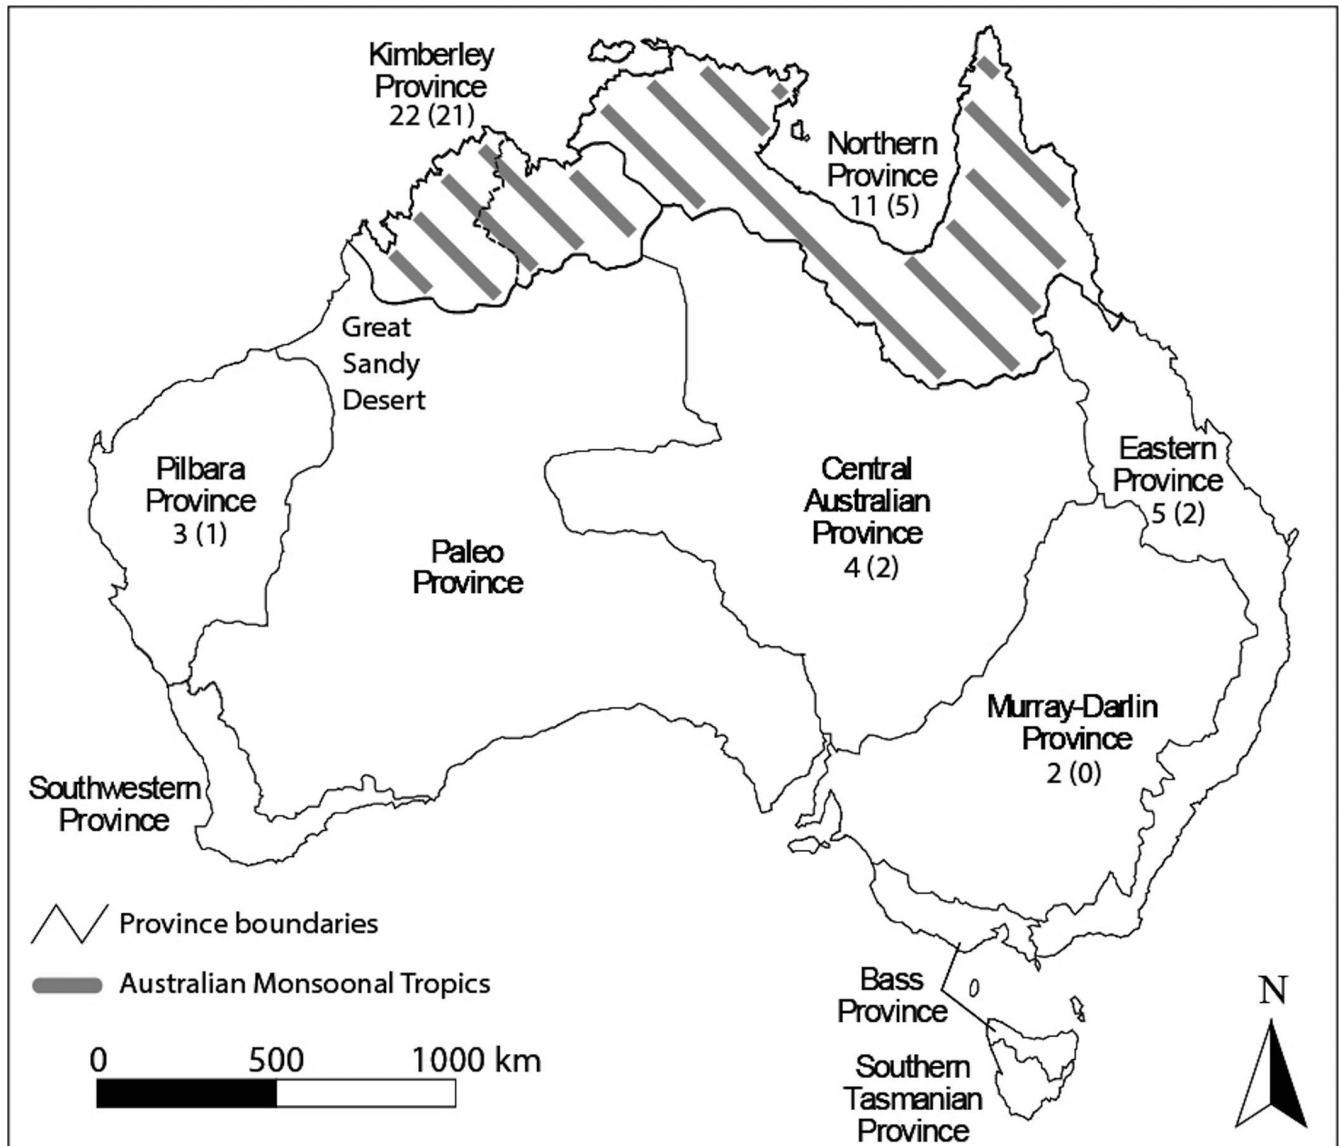 Kimberley
Province
22 (21)
Northern
Province
11 (5)
Great
Sandy
Desert
Pilbara
Province
3 (1)
Paleo
Province
Central
Australian
Province
4 (2)
Eastern
Province
5 (2)
Murray-Darlin
Province
2 (0)
Southwestern
Province
Province boundaries
Australian Monsoonal Tropics
0 500 1000 km
Bass
Province
Southern
Tasmanian
Province
N